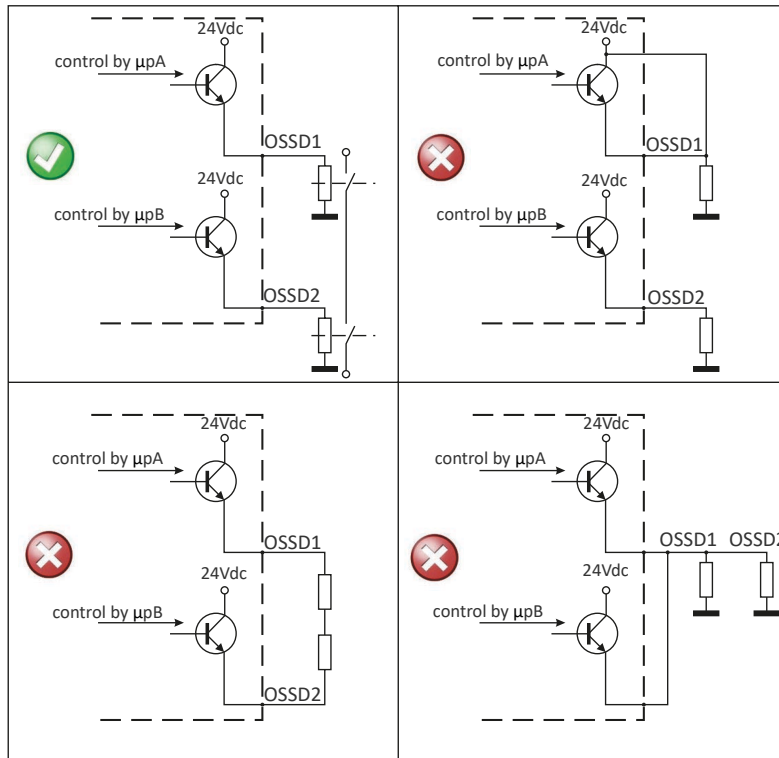 24Vdc
control by µpA
OSSD1
24Vdc
control by µpB
OSSD2
24Vdc
control by µpA
OSSD1
24Vdc
control by µpB
OSSD2
24Vdc
control by µpA
OSSD1
24Vdc
control by µpB
OSSD2
24Vdc
control by µpA
OSSD1 OSSD2
24Vdc
control by µpB